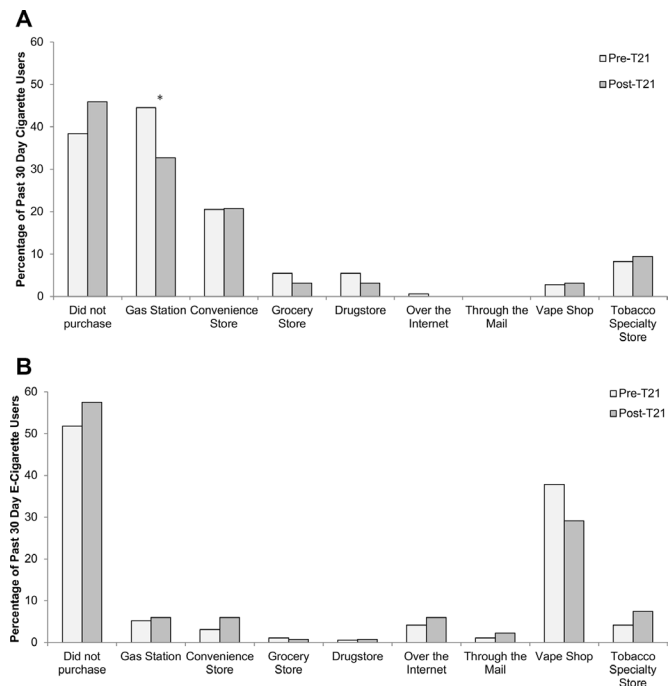 A
Percentage of Past 30 Day Cigarette Users
60
50
40
30
20
10
0
*
Pre-T21
Post-T21
Did not
purchase
Gas Station
Convenience
Store
Grocery
Store
Drugstore
Over the
Internet
Through the
Mail
Vape Shop
Tobacco
Specialty
Store
B
Percentage of Past 30 Day E-Cigarette Users
60
50
40
30
20
10
0
Pre-T21
Post-T21
Did not
purchase
Gas Station
Convenience
Store
Grocery
Store
Drugstore
Over the
Internet
Through the
Mail
Vape Shop
Tobacco
Specialty
Store